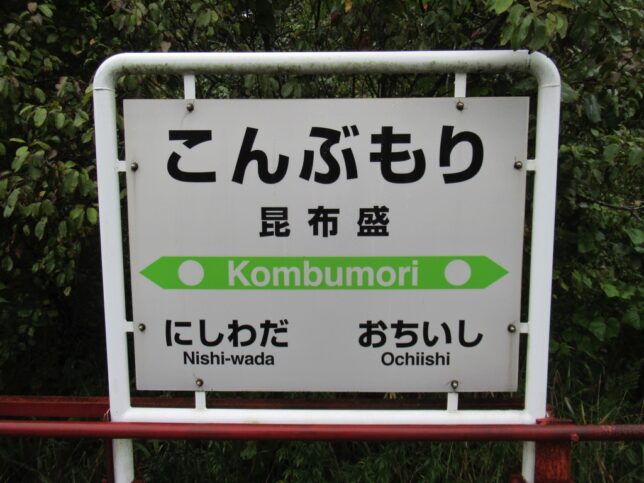 こんぶもり
昆布盛
Kombumori
にしわだ おちいし
Nishi-wada Ochiishi